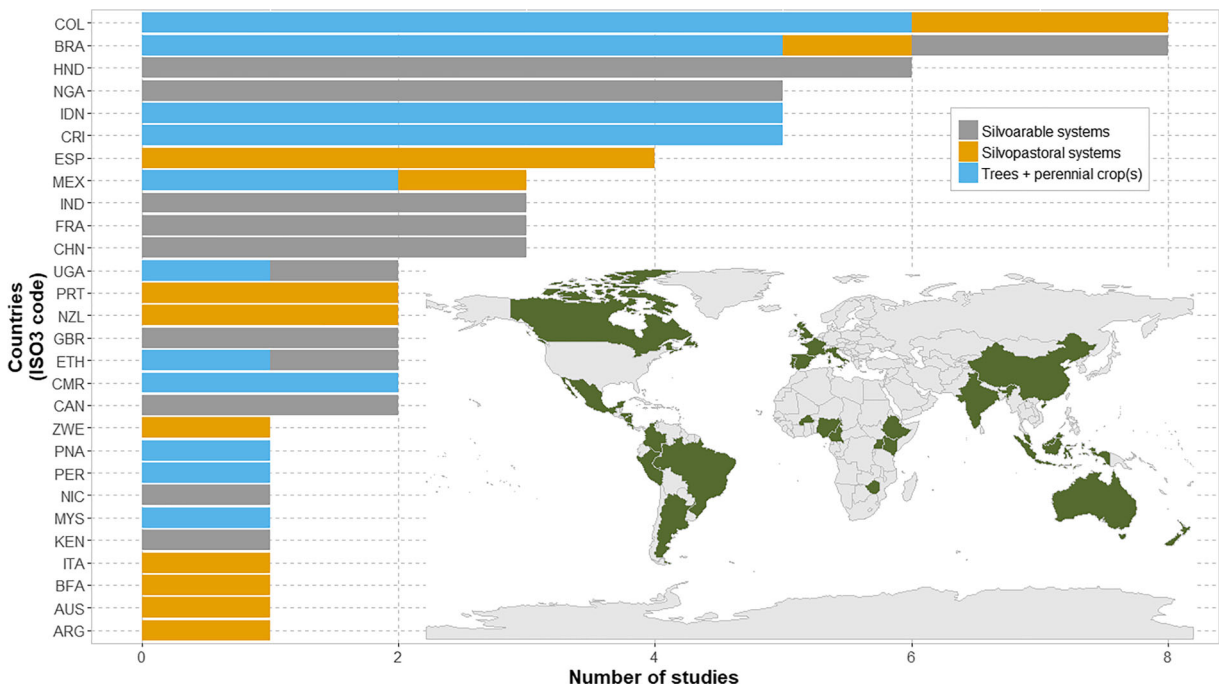 COL
BRA
HND
NGA
IDN
CRI
ESP
MEX
IND
FRA
CHN
UGA
PRT
NZL
GBR
ETH
CMR
CAN
ZWE
PNA
PER
NIC
MYS
KEN
ITA
BFA
AUS
ARG
Countries
(ISO3 code)
Silvoarable systems
Silvopastoral systems
Trees + perennial crop(s)
0 2 4 6 8
Number of studies